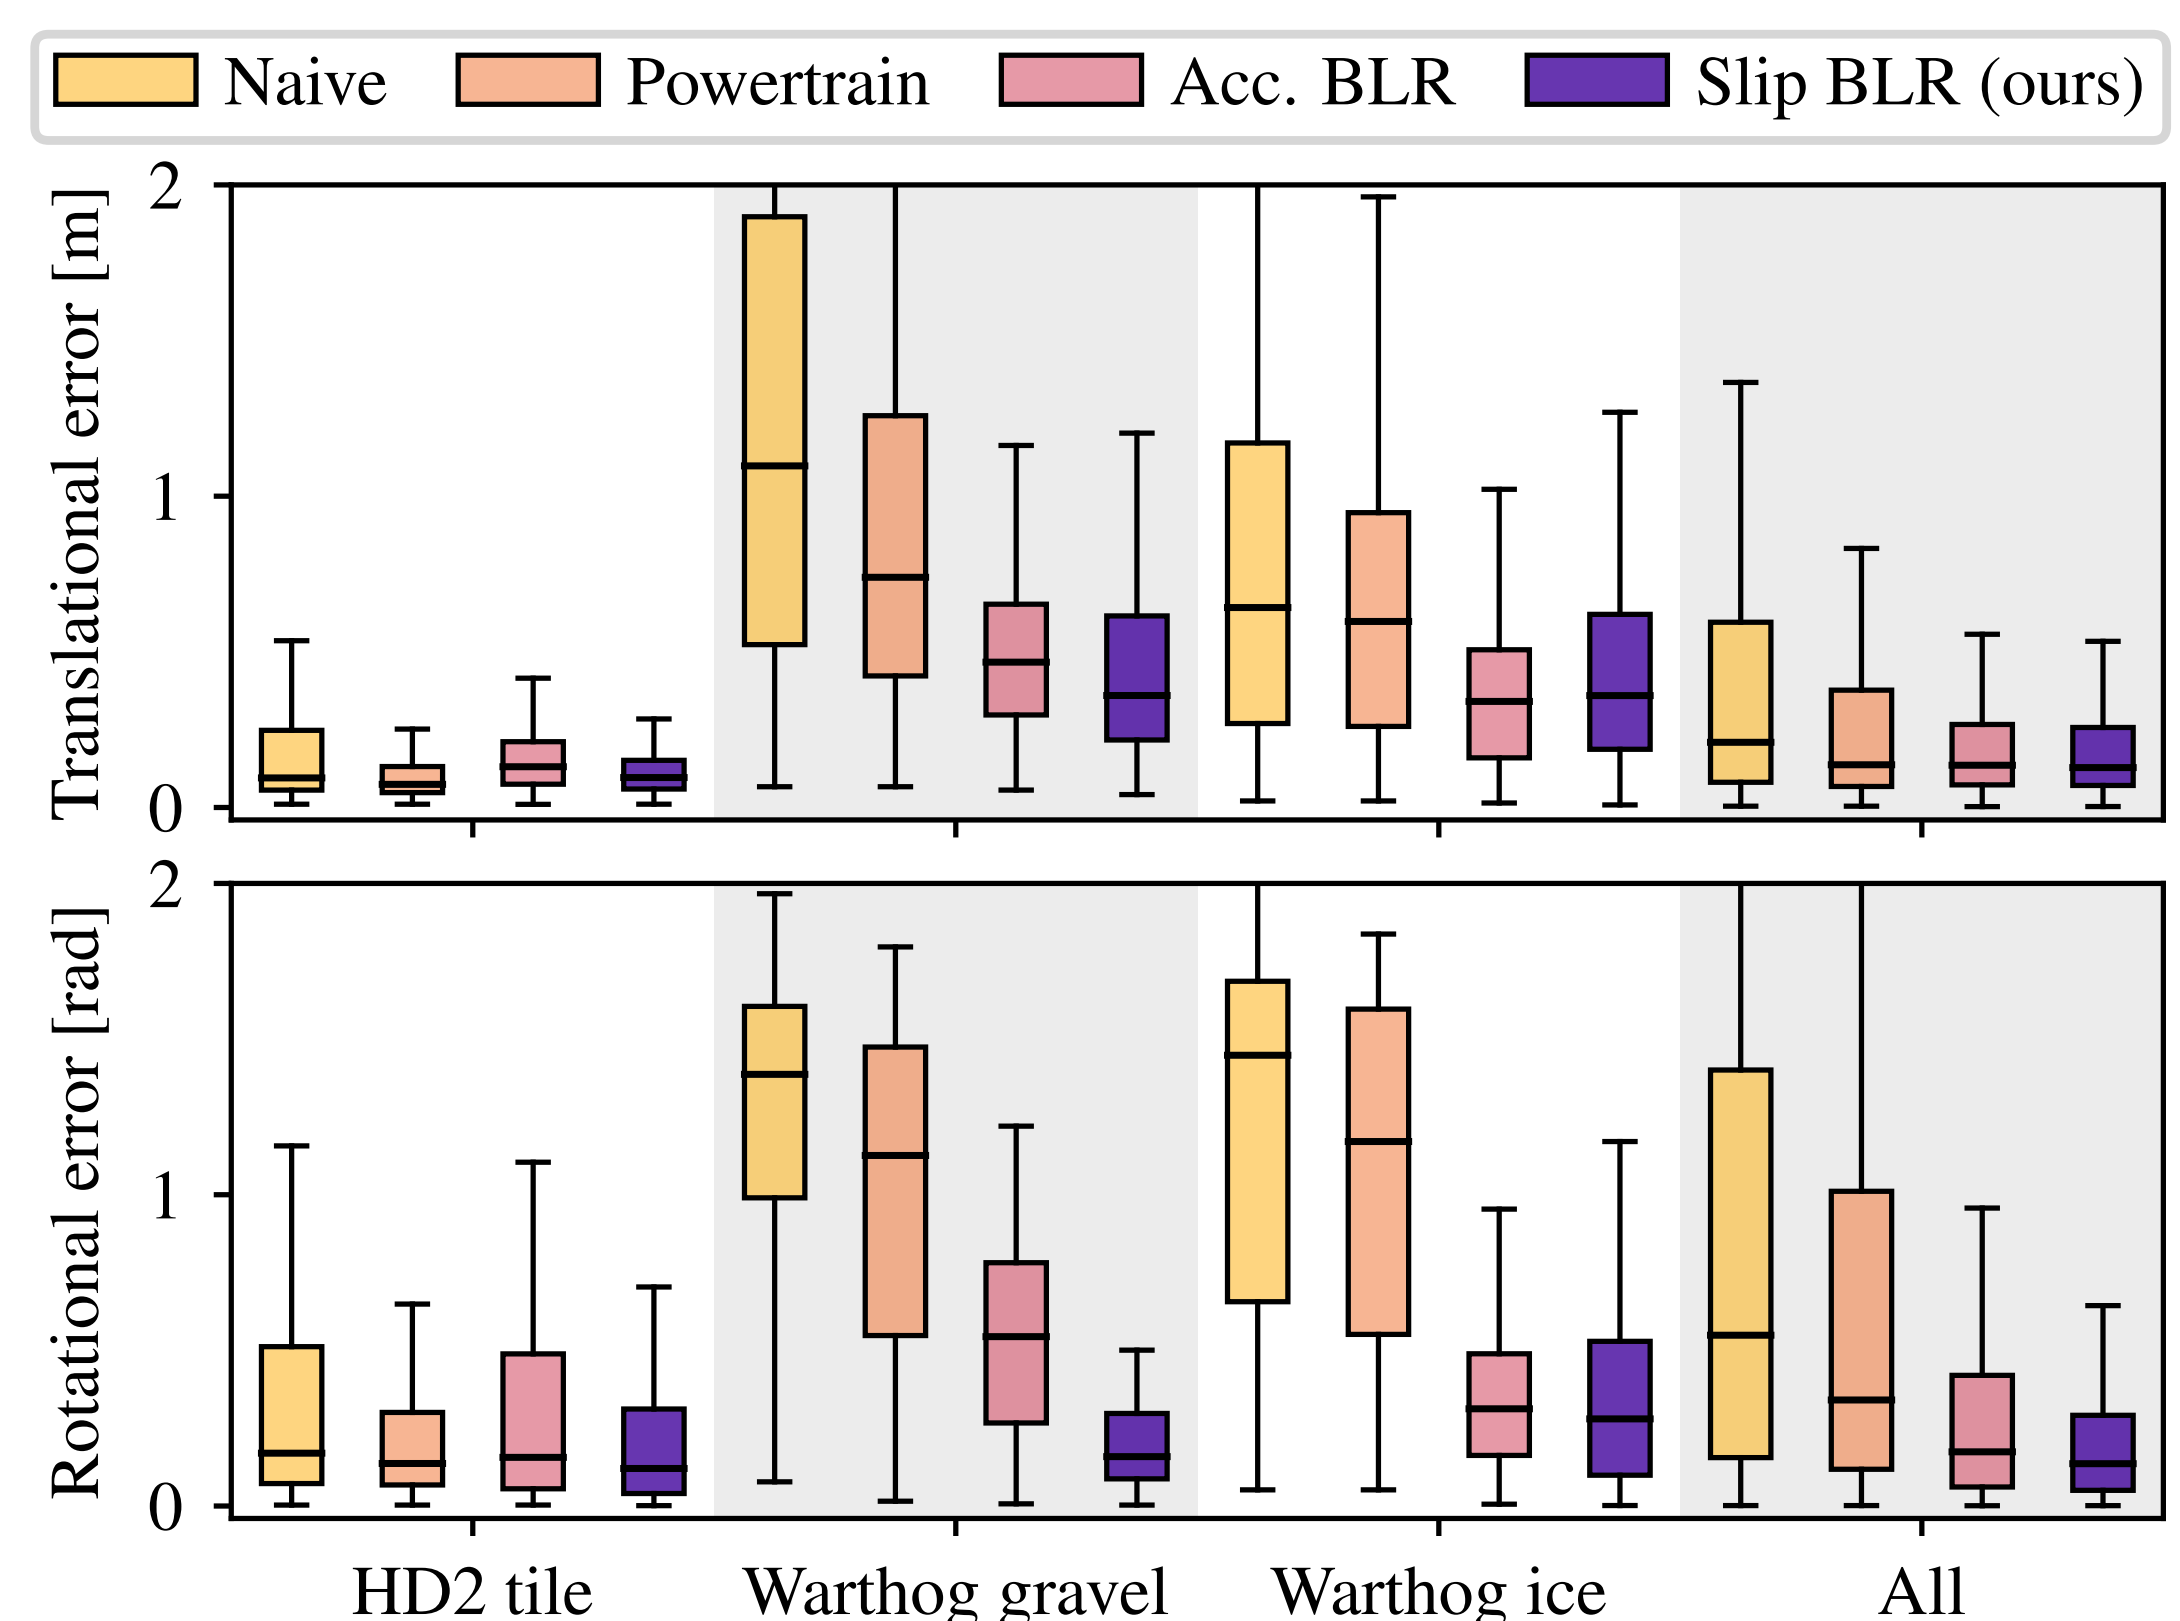 Naive Powertrain Acc. BLR Slip BLR (ours)
Translational error [m]
2
1
0
Rotational error [rad]
2
1
0
HD2 tile Warthog gravel Warthog ice All